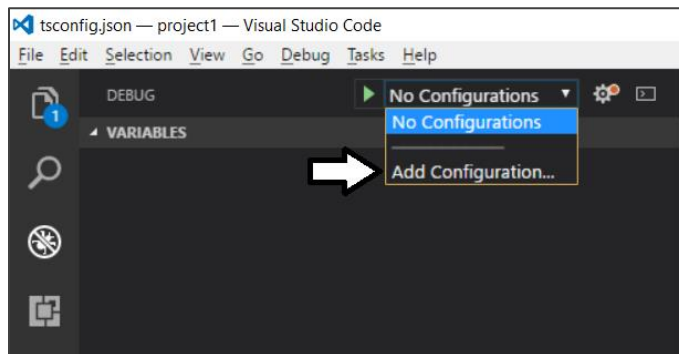 tsconfig.json — project1 — Visual Studio Code
File Edit Selection View Go Debug Tasks Help
DEBUG
No Configurations
No Configurations
1
VARIABLES
Add Configuration...